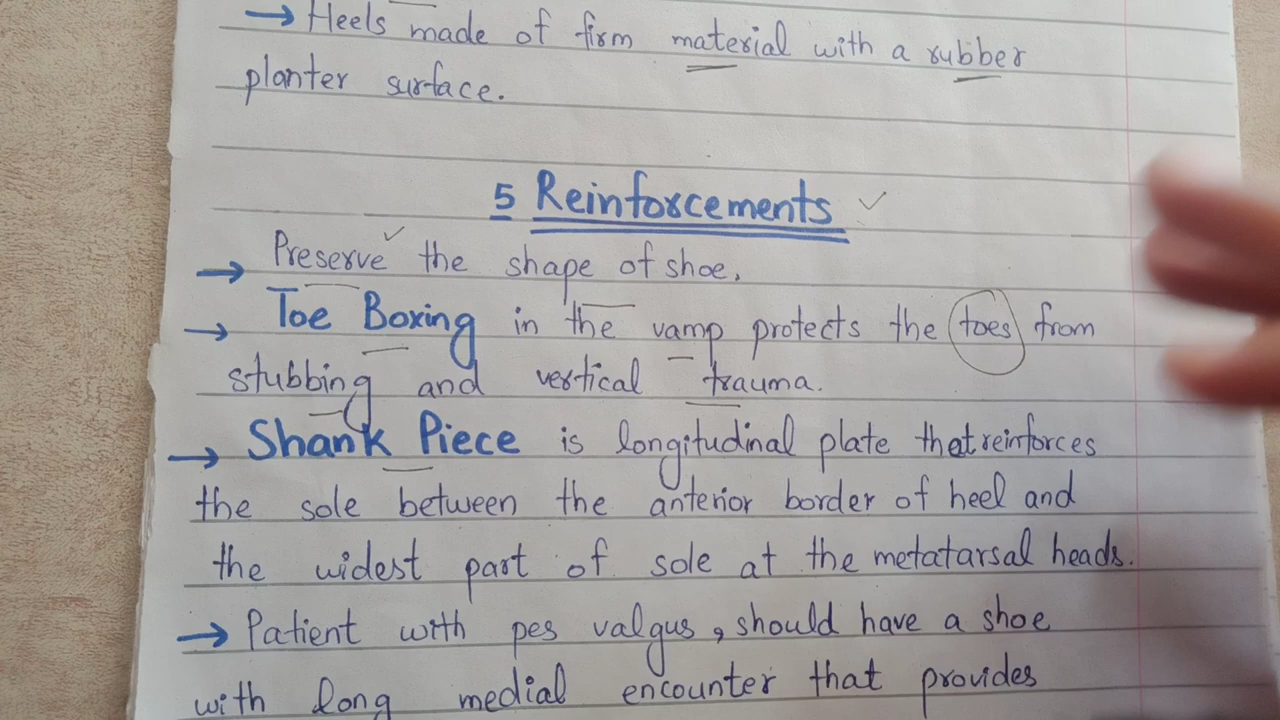 → Heels made of firm material with a rubber
planter surface.
5 Reinforcements ✓
→ Preserve the shape of shoe.
→ Toe Boxing in the vamp protects the toes from
stubbing and vertical trauma.
→ Shank Piece is longitudinal plate that reinforces
the sole between the anterior border of heel and
the widest part of sole at the metatarsal heads.
→ Patient with pes valgus, should have a shoe
with long medial encounter that provides